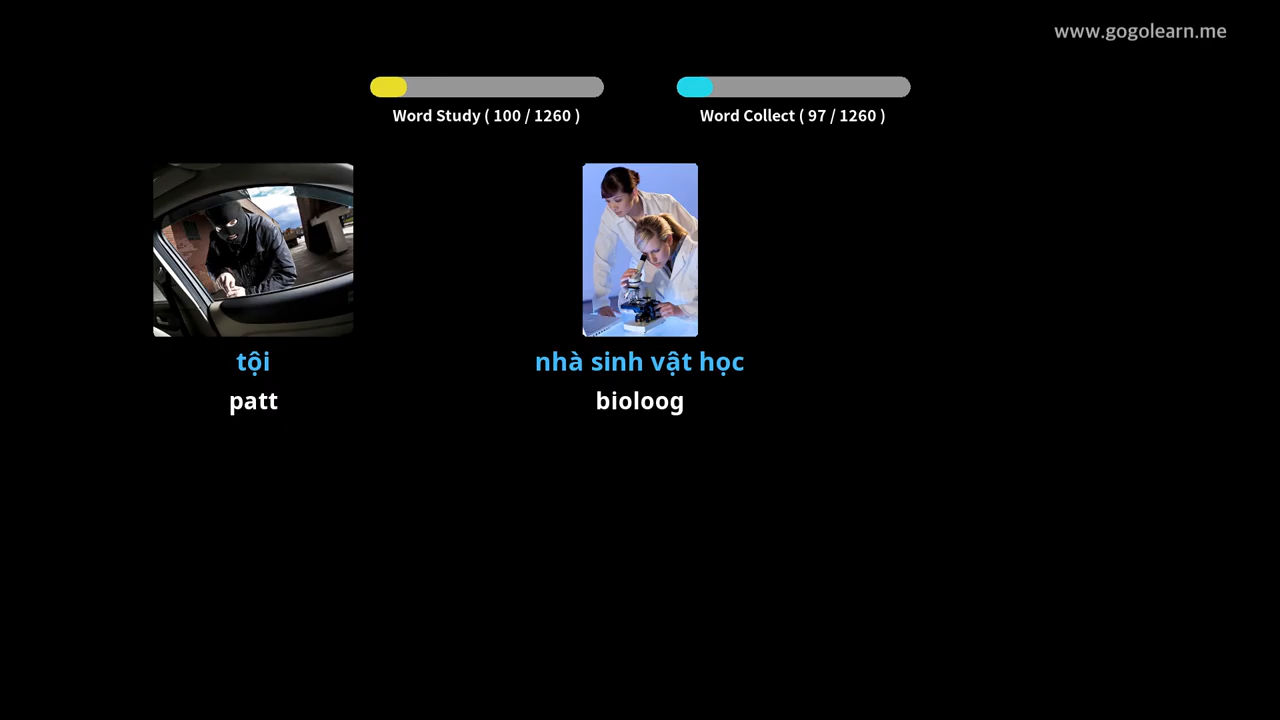 www.gogolearn.me
Word Study ( 100 / 1260 )
Word Collect ( 97 / 1260 )
tội
nhà sinh vật học
patt
bioloog